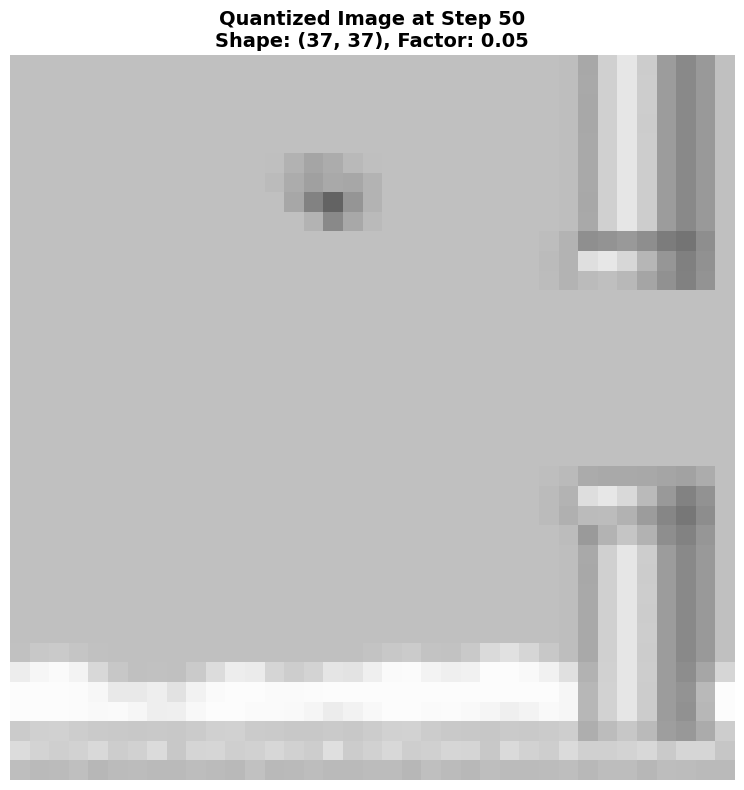 Quantized Image at Step 50
Shape: (37, 37), Factor: 0.05